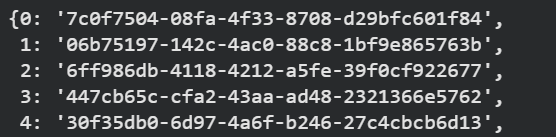 {0: '7c0f7504-08fa-4f33-8708-d29bfc601f84',
1: '06b75197-142c-4ac0-88c8-1bf9e865763b',
2: '6ff986db-4118-4212-a5fe-39f0cf922677',
3: '447cb65c-cfa2-43aa-ad48-2321366e5762',
4: '30f35db0-6d97-4a6f-b246-27c4cbcb6d13',